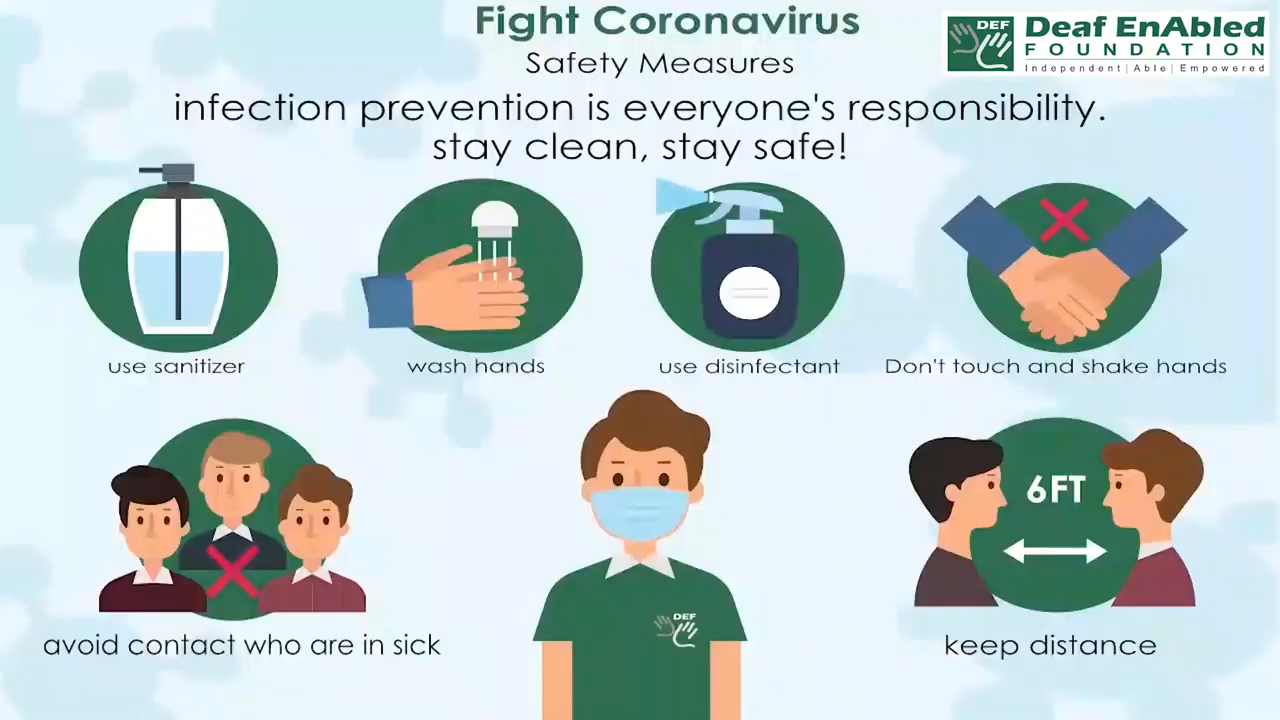 Fight Coronavirus
Safety Measures
DEF
Deaf EnAbled
FOUNDATION
Independent | Able | Empowered
infection prevention is everyone's responsibility.
stay clean, stay safe!
use sanitizer
wash hands
use disinfectant
Don't touch and shake hands
6FT
DEF
avoid contact who are in sick
keep distance